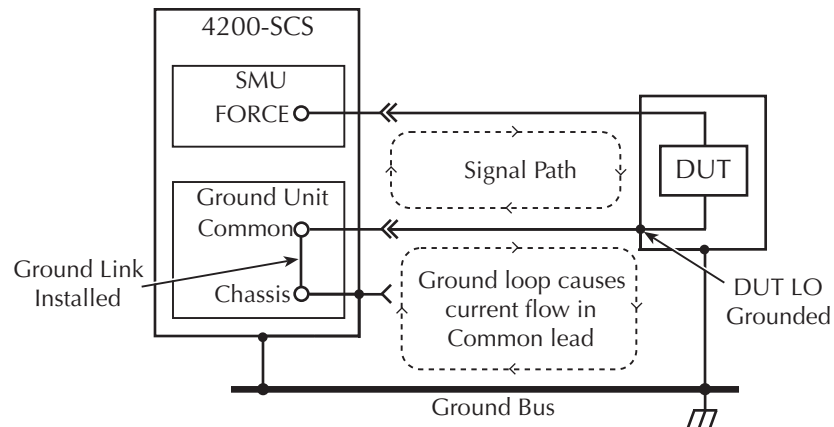 4200-SCS
SMU
FORCE
Signal Path
DUT
Ground Unit
Common
Ground Link
Installed
Chassis
Ground loop causes
current flow in
Common lead
DUT LO
Grounded
Ground Bus